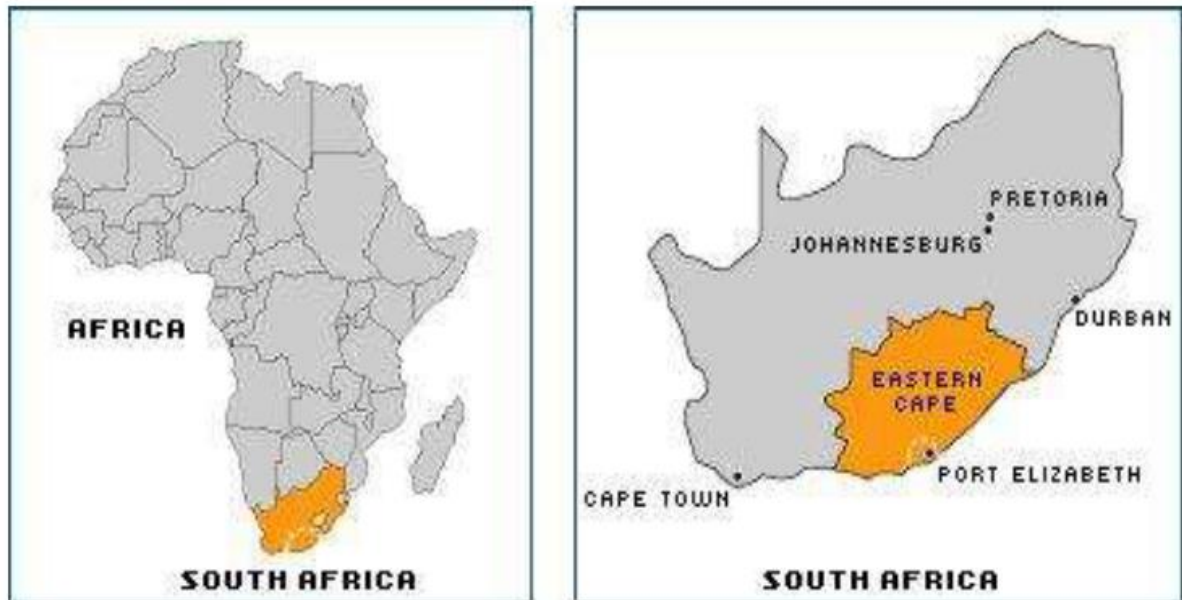 AFRICA
SOUTH AFRICA
PRETORIA
JOHANNESBURG
DURBAN
EASTERN
CAPE
PORT ELIZABETH
CAPE TOWN
SOUTH AFRICA